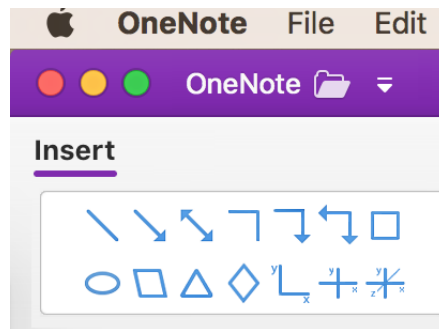 OneNote File Edit
OneNote
Insert
y x y x y z x